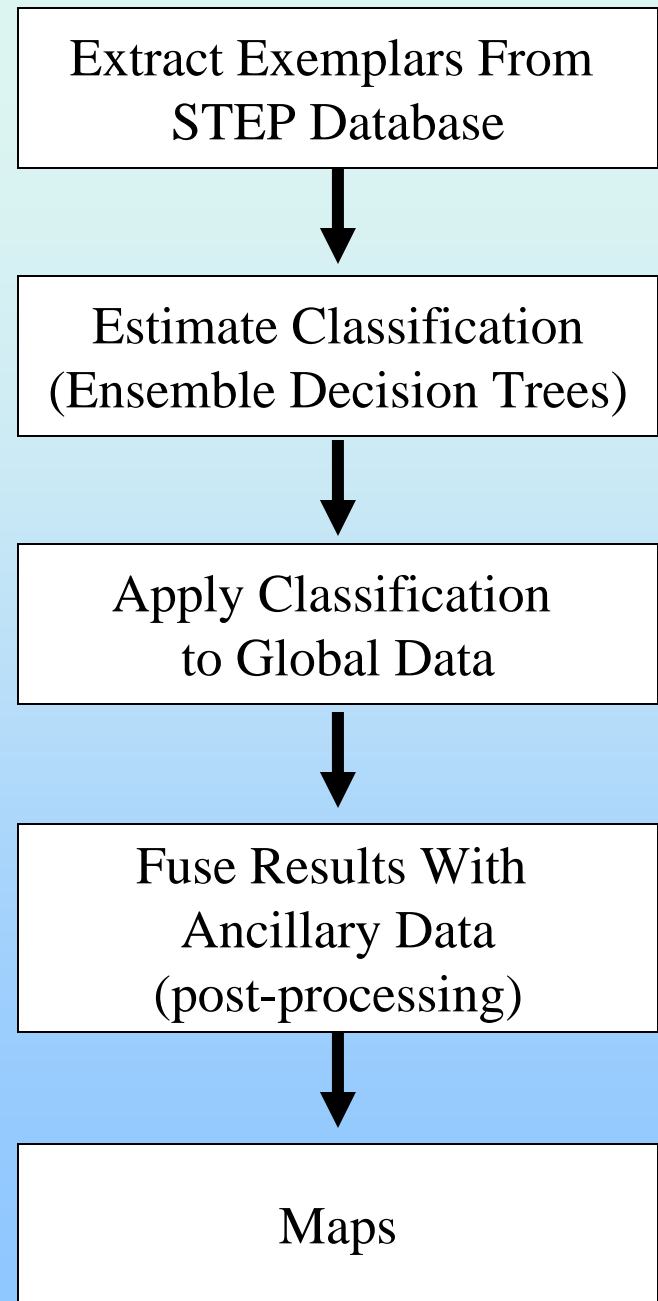 Extract Exemplars From
STEP Database
Estimate Classification
(Ensemble Decision Trees)
Apply Classification
to Global Data
Fuse Results With
Ancillary Data
(post-processing)
Maps